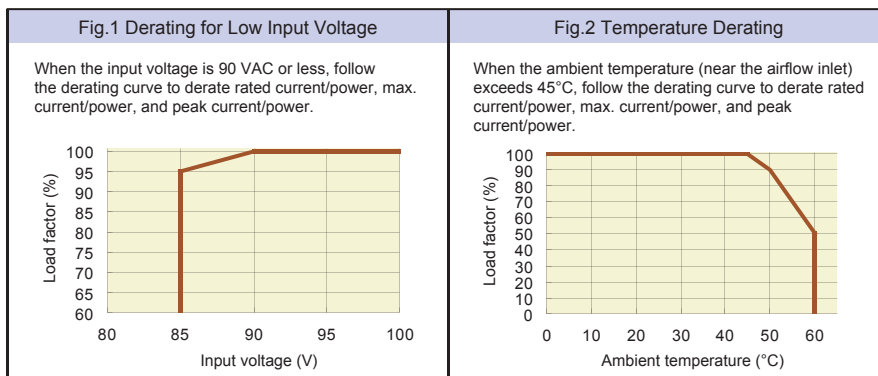 Fig.1 Derating for Low Input Voltage
When the input voltage is 90 VAC or less, follow
the derating curve to derate rated current/power, max.
current/power, and peak current/power.
100
95
90
85
80
75
70
65
60
Load factor (%)
80 85 90 95 100
Input voltage (V)
Fig.2 Temperature Derating
When the ambient temperature (near the airflow inlet)
exceeds 45°C, follow the derating curve to derate rated
current/power, max. current/power, and peak
current/power.
100
90
80
70
60
50
40
30
20
10
0
Load factor (%)
0 10 20 30 40 50 60
Ambient temperature (°C)